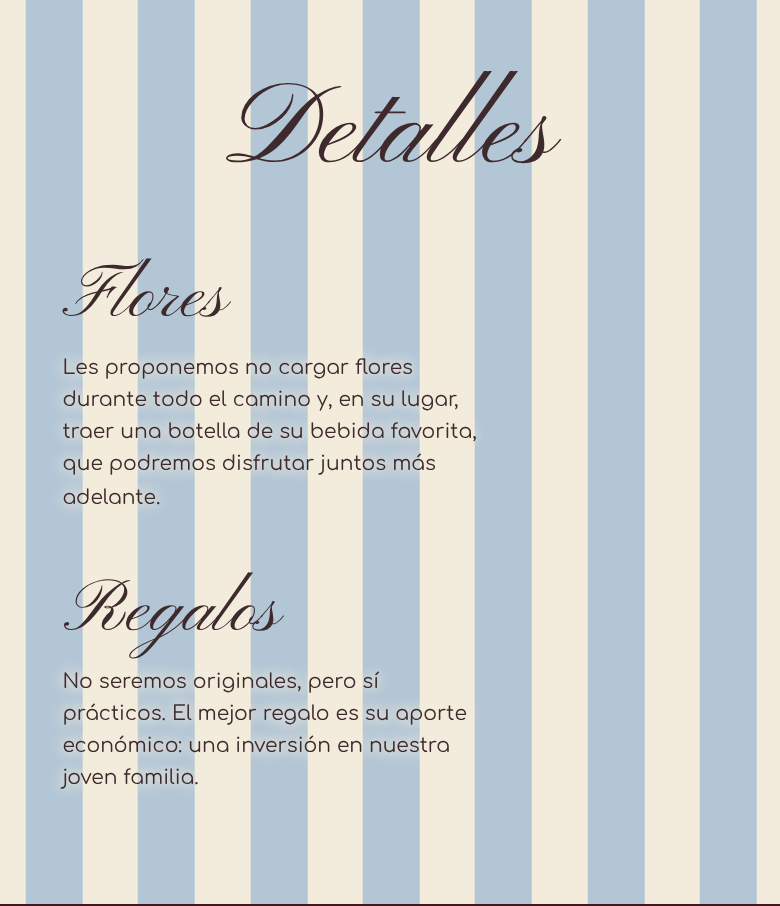 Detalles
Flores
Les proponemos no cargar flores
durante todo el camino y, en su lugar,
traer una botella de su bebida favorita,
que podremos disfrutar juntos más
adelante.
Regalos
No seremos originales, pero sí
prácticos. El mejor regalo es su aporte
económico: una inversión en nuestra
joven familia.